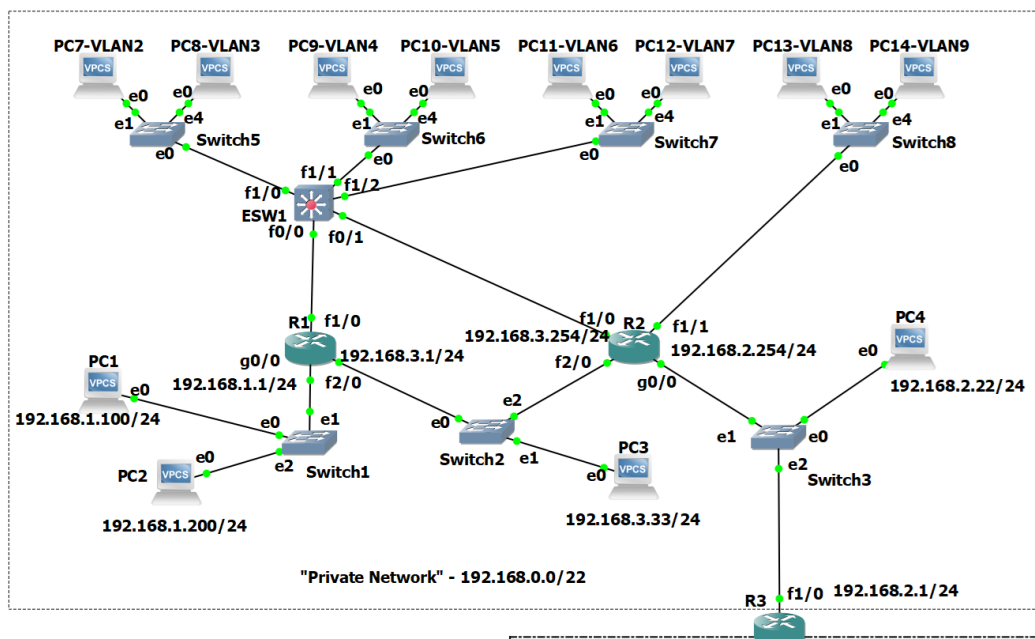 PC7-VLAN2 PC8-VLAN3 PC9-VLAN4 PC10-VLAN5 PC11-VLAN6 PC12-VLAN7 PC13-VLAN8 PC14-VLAN9
VPCS VPCS VPCS VPCS VPCS VPCS VPCS VPCS
e0 e0 e0 e0 e0 e0 e0 e0
e1 e4 e1 e4 e1 e4 e1 e4
Switch5 Switch6 Switch7 Switch8
e0 e0 e0 e0
f1/1
f1/0 f1/2
ESW1
f0/0 f0/1
R1 f1/0 f1/0 R2 f1/1 PC4
192.168.3.254/24
VPCS
PC1 g0/0 192.168.3.1/24 f2/0 192.168.2.254/24 e0
VPCS e0 192.168.1.1/24 f2/0 g0/0 192.168.2.22/24
192.168.1.100/24
e0 e1 e0 e2 e1 e0
PC2 e0 e2 Switch1 Switch2 e1 PC3 e2 Switch3
VPCS e0 VPCS
192.168.1.200/24 192.168.3.33/24
"Private Network" - 192.168.0.0/22
R3 f1/0 192.168.2.1/24